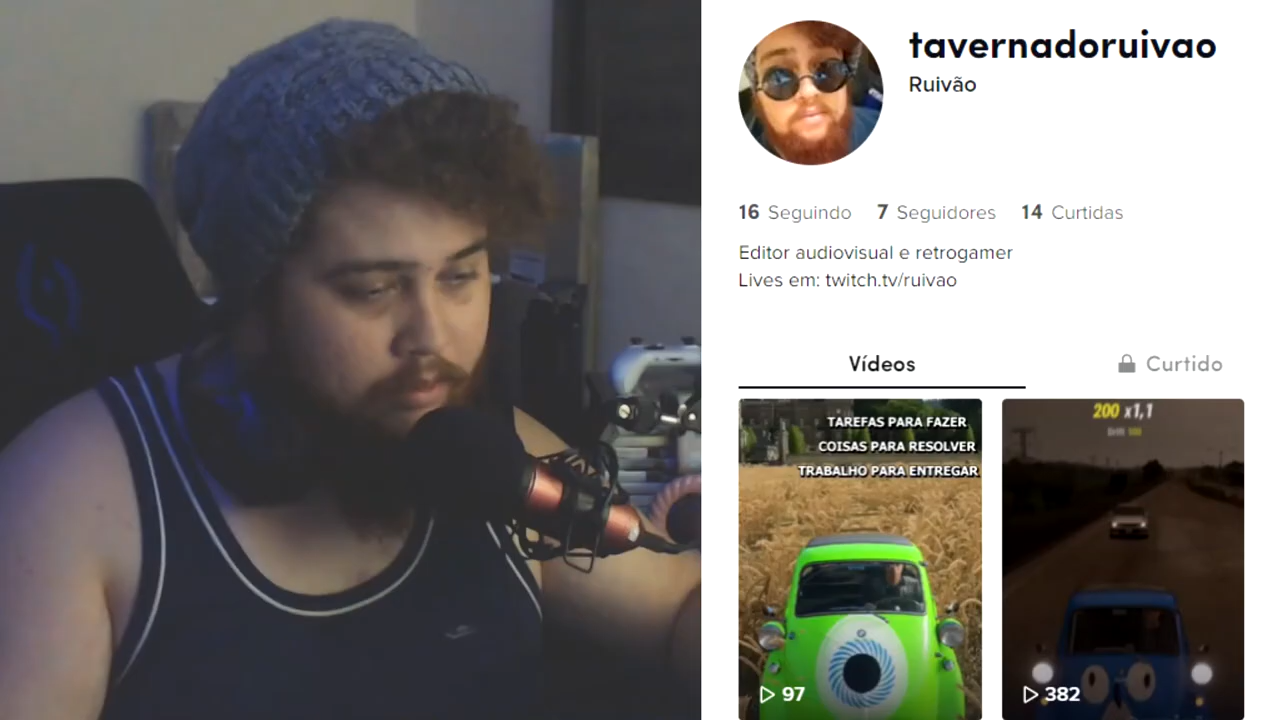 tavernadoruivao
Ruivão
16 Seguindo 7 Seguidores 14 Curtidas
Editor audiovisual e retrogamer
Lives em: twitch.tv/ruivao
Vídeos Curtido
TAREFAS PARA FAZER
COISAS PARA RESOLVER
TRABALHO PARA ENTREGAR
97
200 x1,1
382